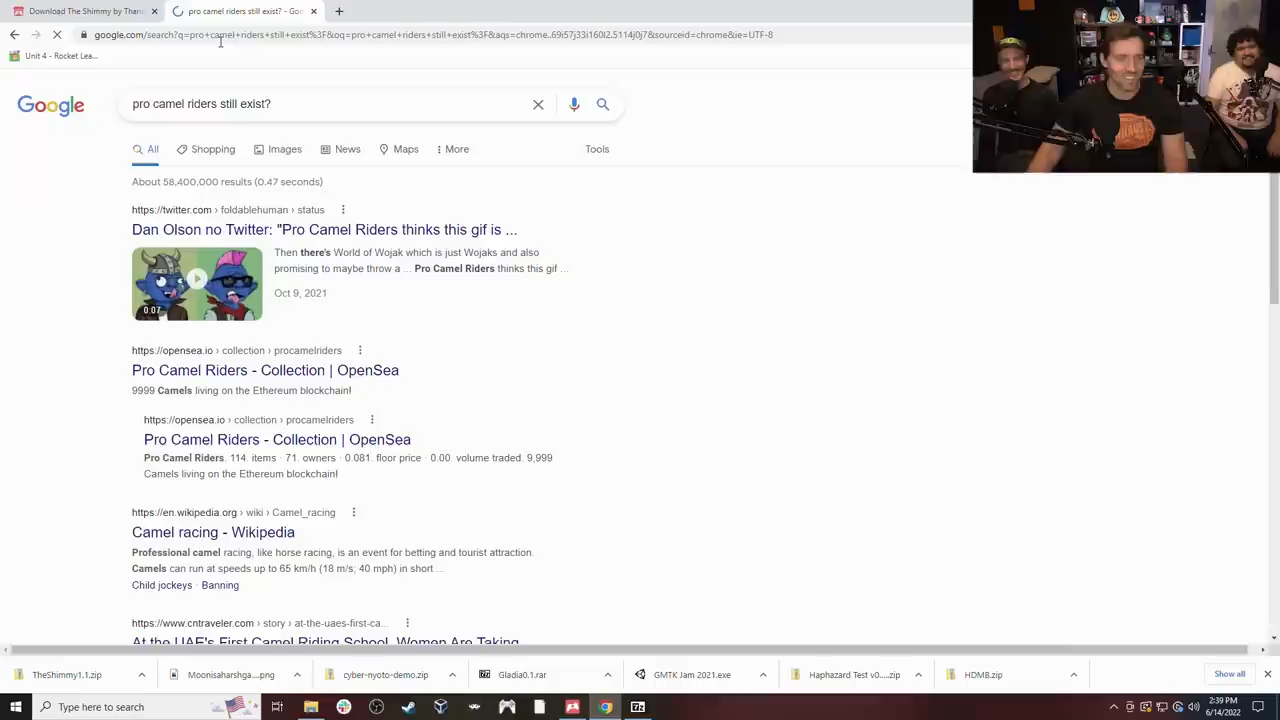 Download The Shimmy by Than
pro camel riders still exist? - Goo
google.com/search?q=pro+camel+riders+still+exist%3F&oq=pro+camel+riders+still+exist%3F&aqs=chrome..69i57j33i160l2.5114j0j7&sourceid=chrome&ie=UTF-8
Unit 4 - Rocket Lea...
Google
pro camel riders still exist?
All Shopping Images News Maps More Tools
About 58,400,000 results (0.47 seconds)
https://twitter.com › foldablehuman › status
Dan Olson no Twitter: "Pro Camel Riders thinks this gif is ...
Then there's World of Wojak which is just Wojaks and also
promising to maybe throw a ... Pro Camel Riders thinks this gif ...
Oct 9, 2021
0:07
https://opensea.io › collection › procamelriders
Pro Camel Riders - Collection | OpenSea
9999 Camels living on the Ethereum blockchain!
https://opensea.io › collection › procamelriders
Pro Camel Riders - Collection | OpenSea
Pro Camel Riders. 114. items · 71. owners · 0.081. floor price · 0.00. volume traded. 9,999
Camels living on the Ethereum blockchain!
https://en.wikipedia.org › wiki › Camel_racing
Camel racing - Wikipedia
Professional camel racing, like horse racing, is an event for betting and tourist attraction.
Camels can run at speeds up to 65 km/h (18 m/s; 40 mph) in short ...
Child jockeys · Banning
https://www.cntraveler.com › story › at-the-uaes-first-ca...
At the UAE's First Camel Riding School, Women Are Taking
TheShimmy1.1.zip
Moonisaharshga....png
cyber-nyoto-demo.zip
Gladia0.1.rar
GMTK Jam 2021.exe
Haphazard Test v0.....zip
HDMB.zip
Show all
Type here to search
2:39 PM
6/14/2022